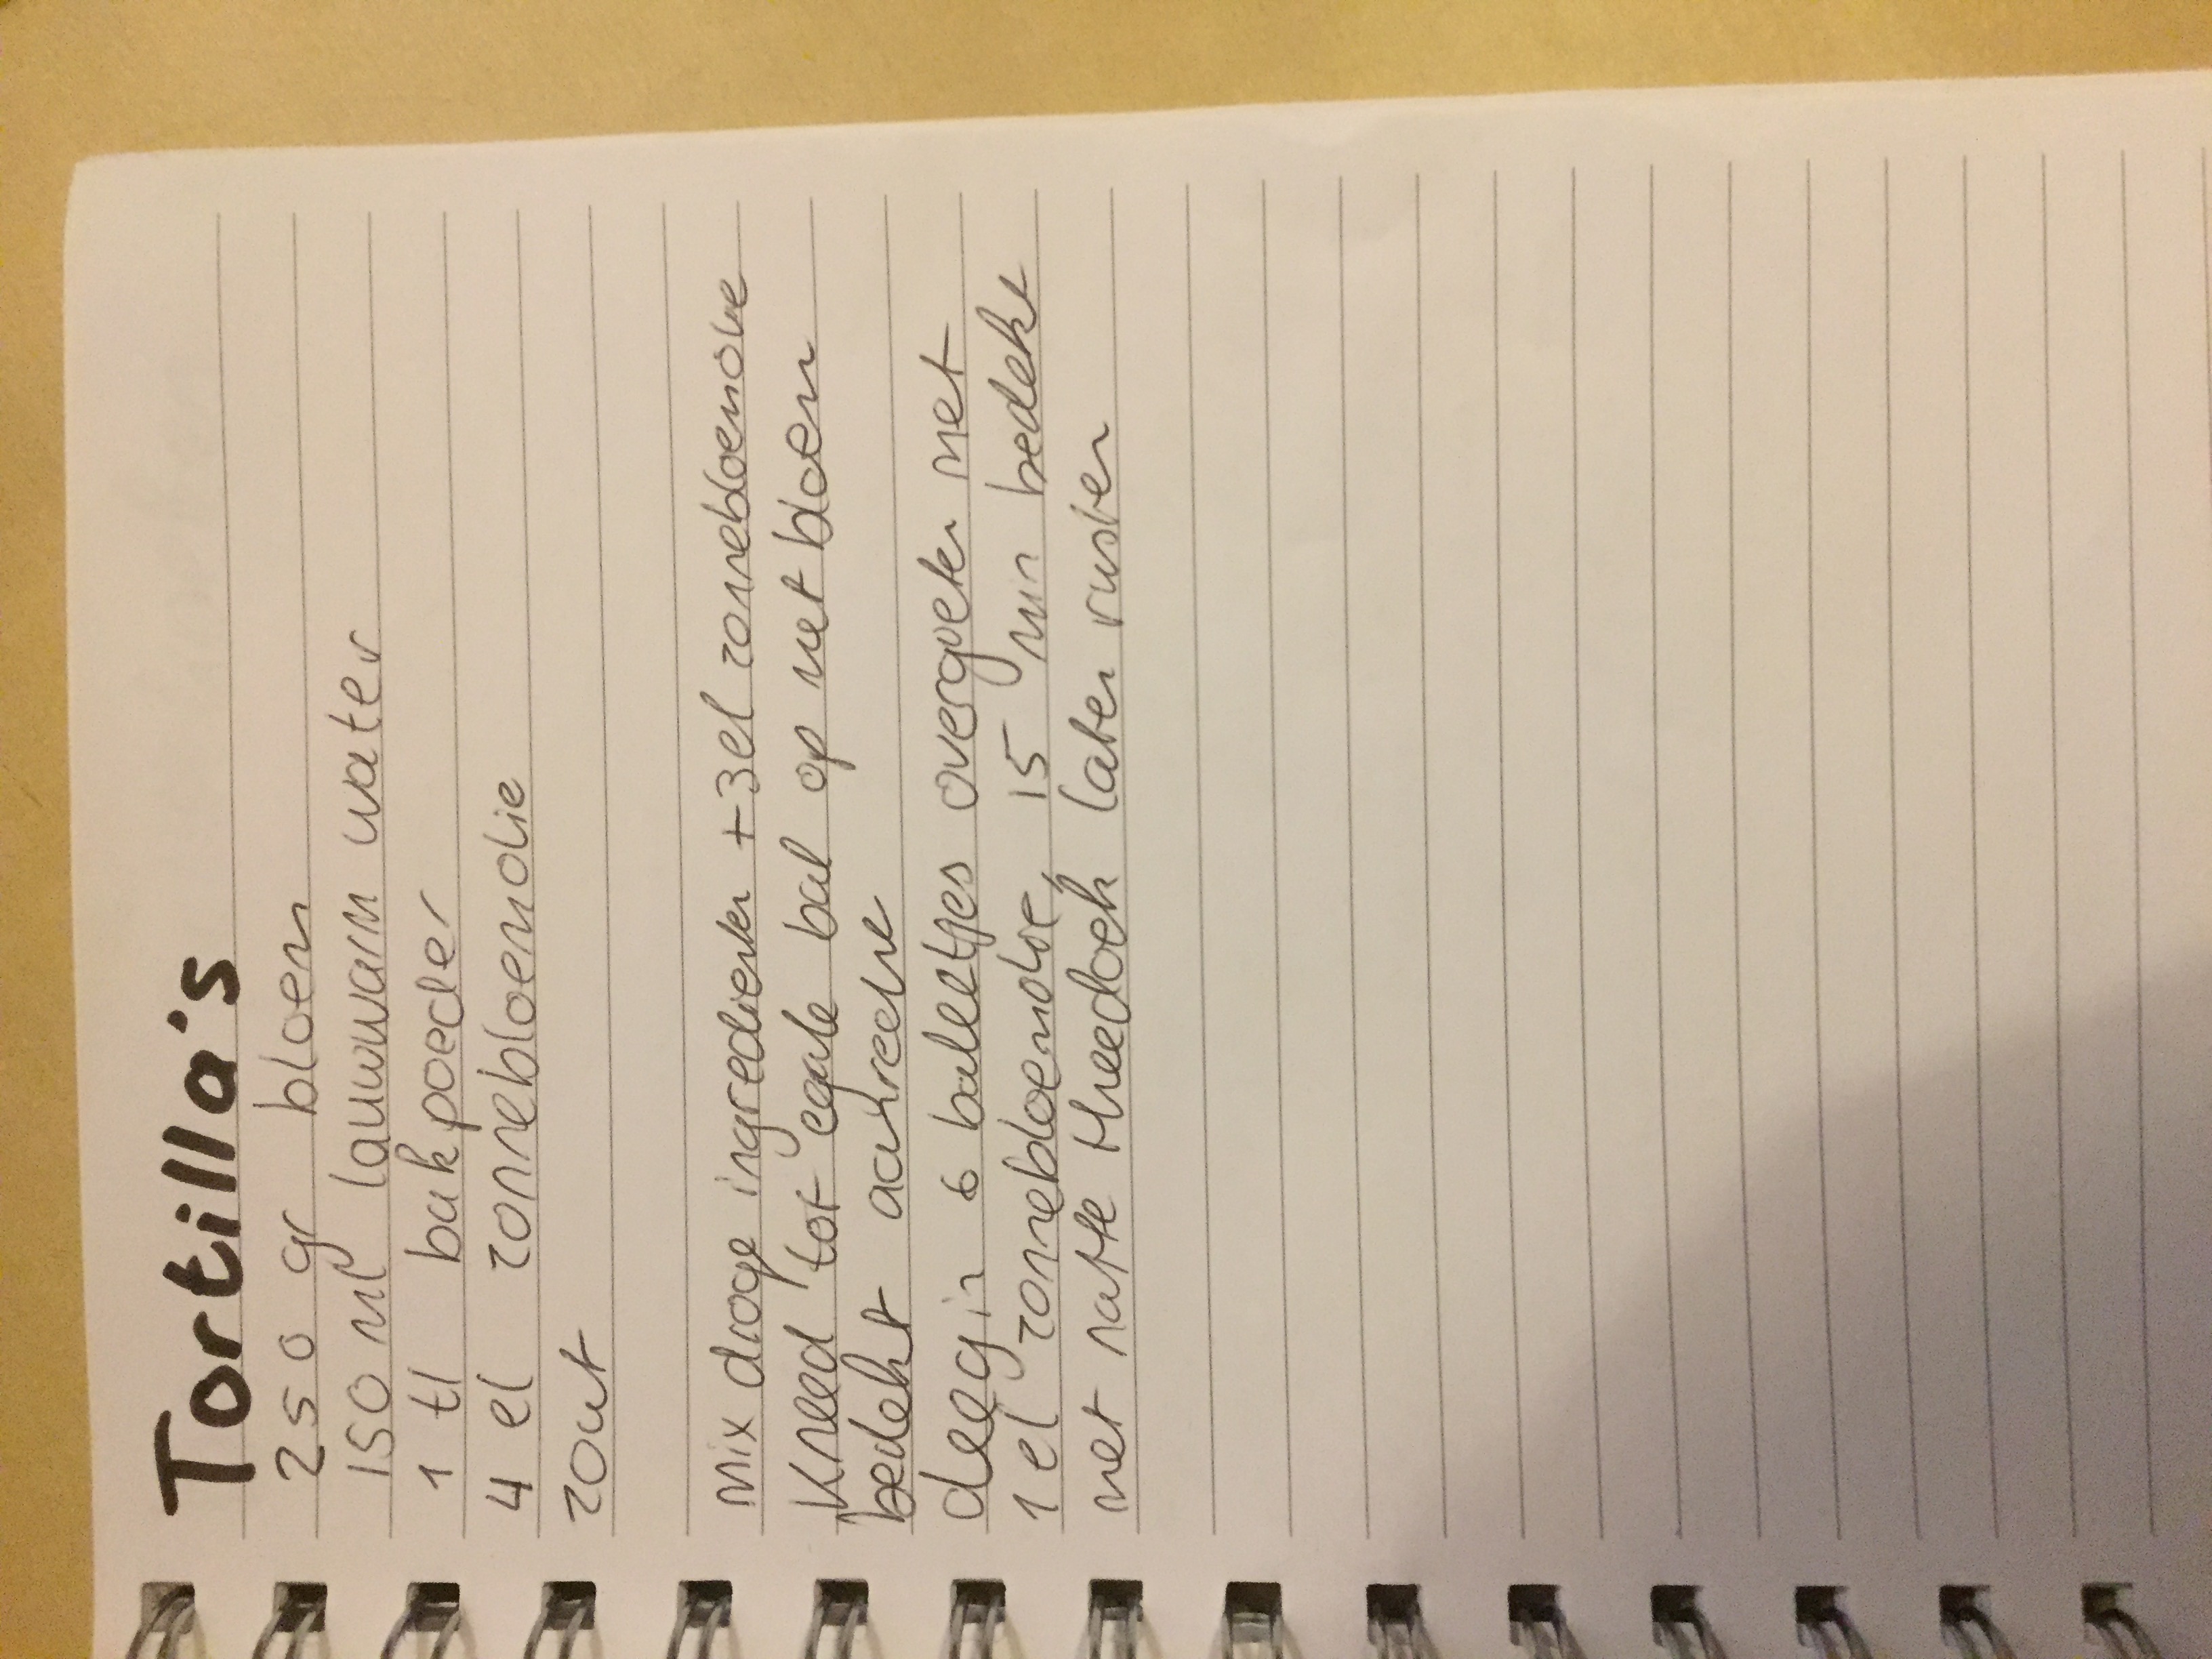 Tortilla's
250 gr bloem
150 ml lauwwarm water
1 tl bakpoeder
4 el zonnebloemolie
zout
Mix droge ingredienten +3el zonnebloemolie
Kneed tot egale bal op met bloem
bedekt aanrecht
deeg in 6 balletjes overgieten met
1 el zonnebloemolie, 15 min bedekt
met natte theedoek laten rusten